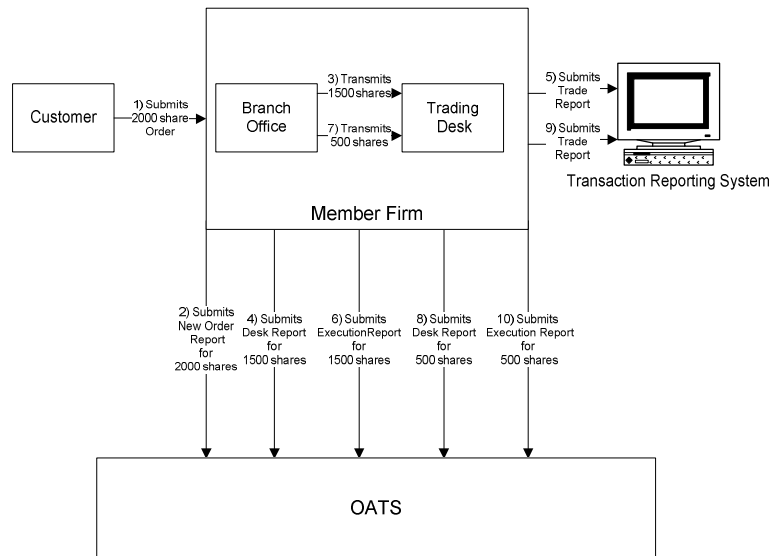 Customer
1) Submits
2000 share
Order
Branch
Office
3) Transmits
1500 shares
7) Transmits
500 shares
Trading
Desk
5) Submits
Trade
Report
9) Submits
Trade
Report
Transaction Reporting System
Member Firm
2) Submits
New Order
Report
for
2000 shares
4) Submits
Desk Report
for
1500 shares
6) Submits
ExecutionReport
for
1500 shares
8) Submits
Desk Report
for
500 shares
10) Submits
Execution Report
for
500 shares
OATS